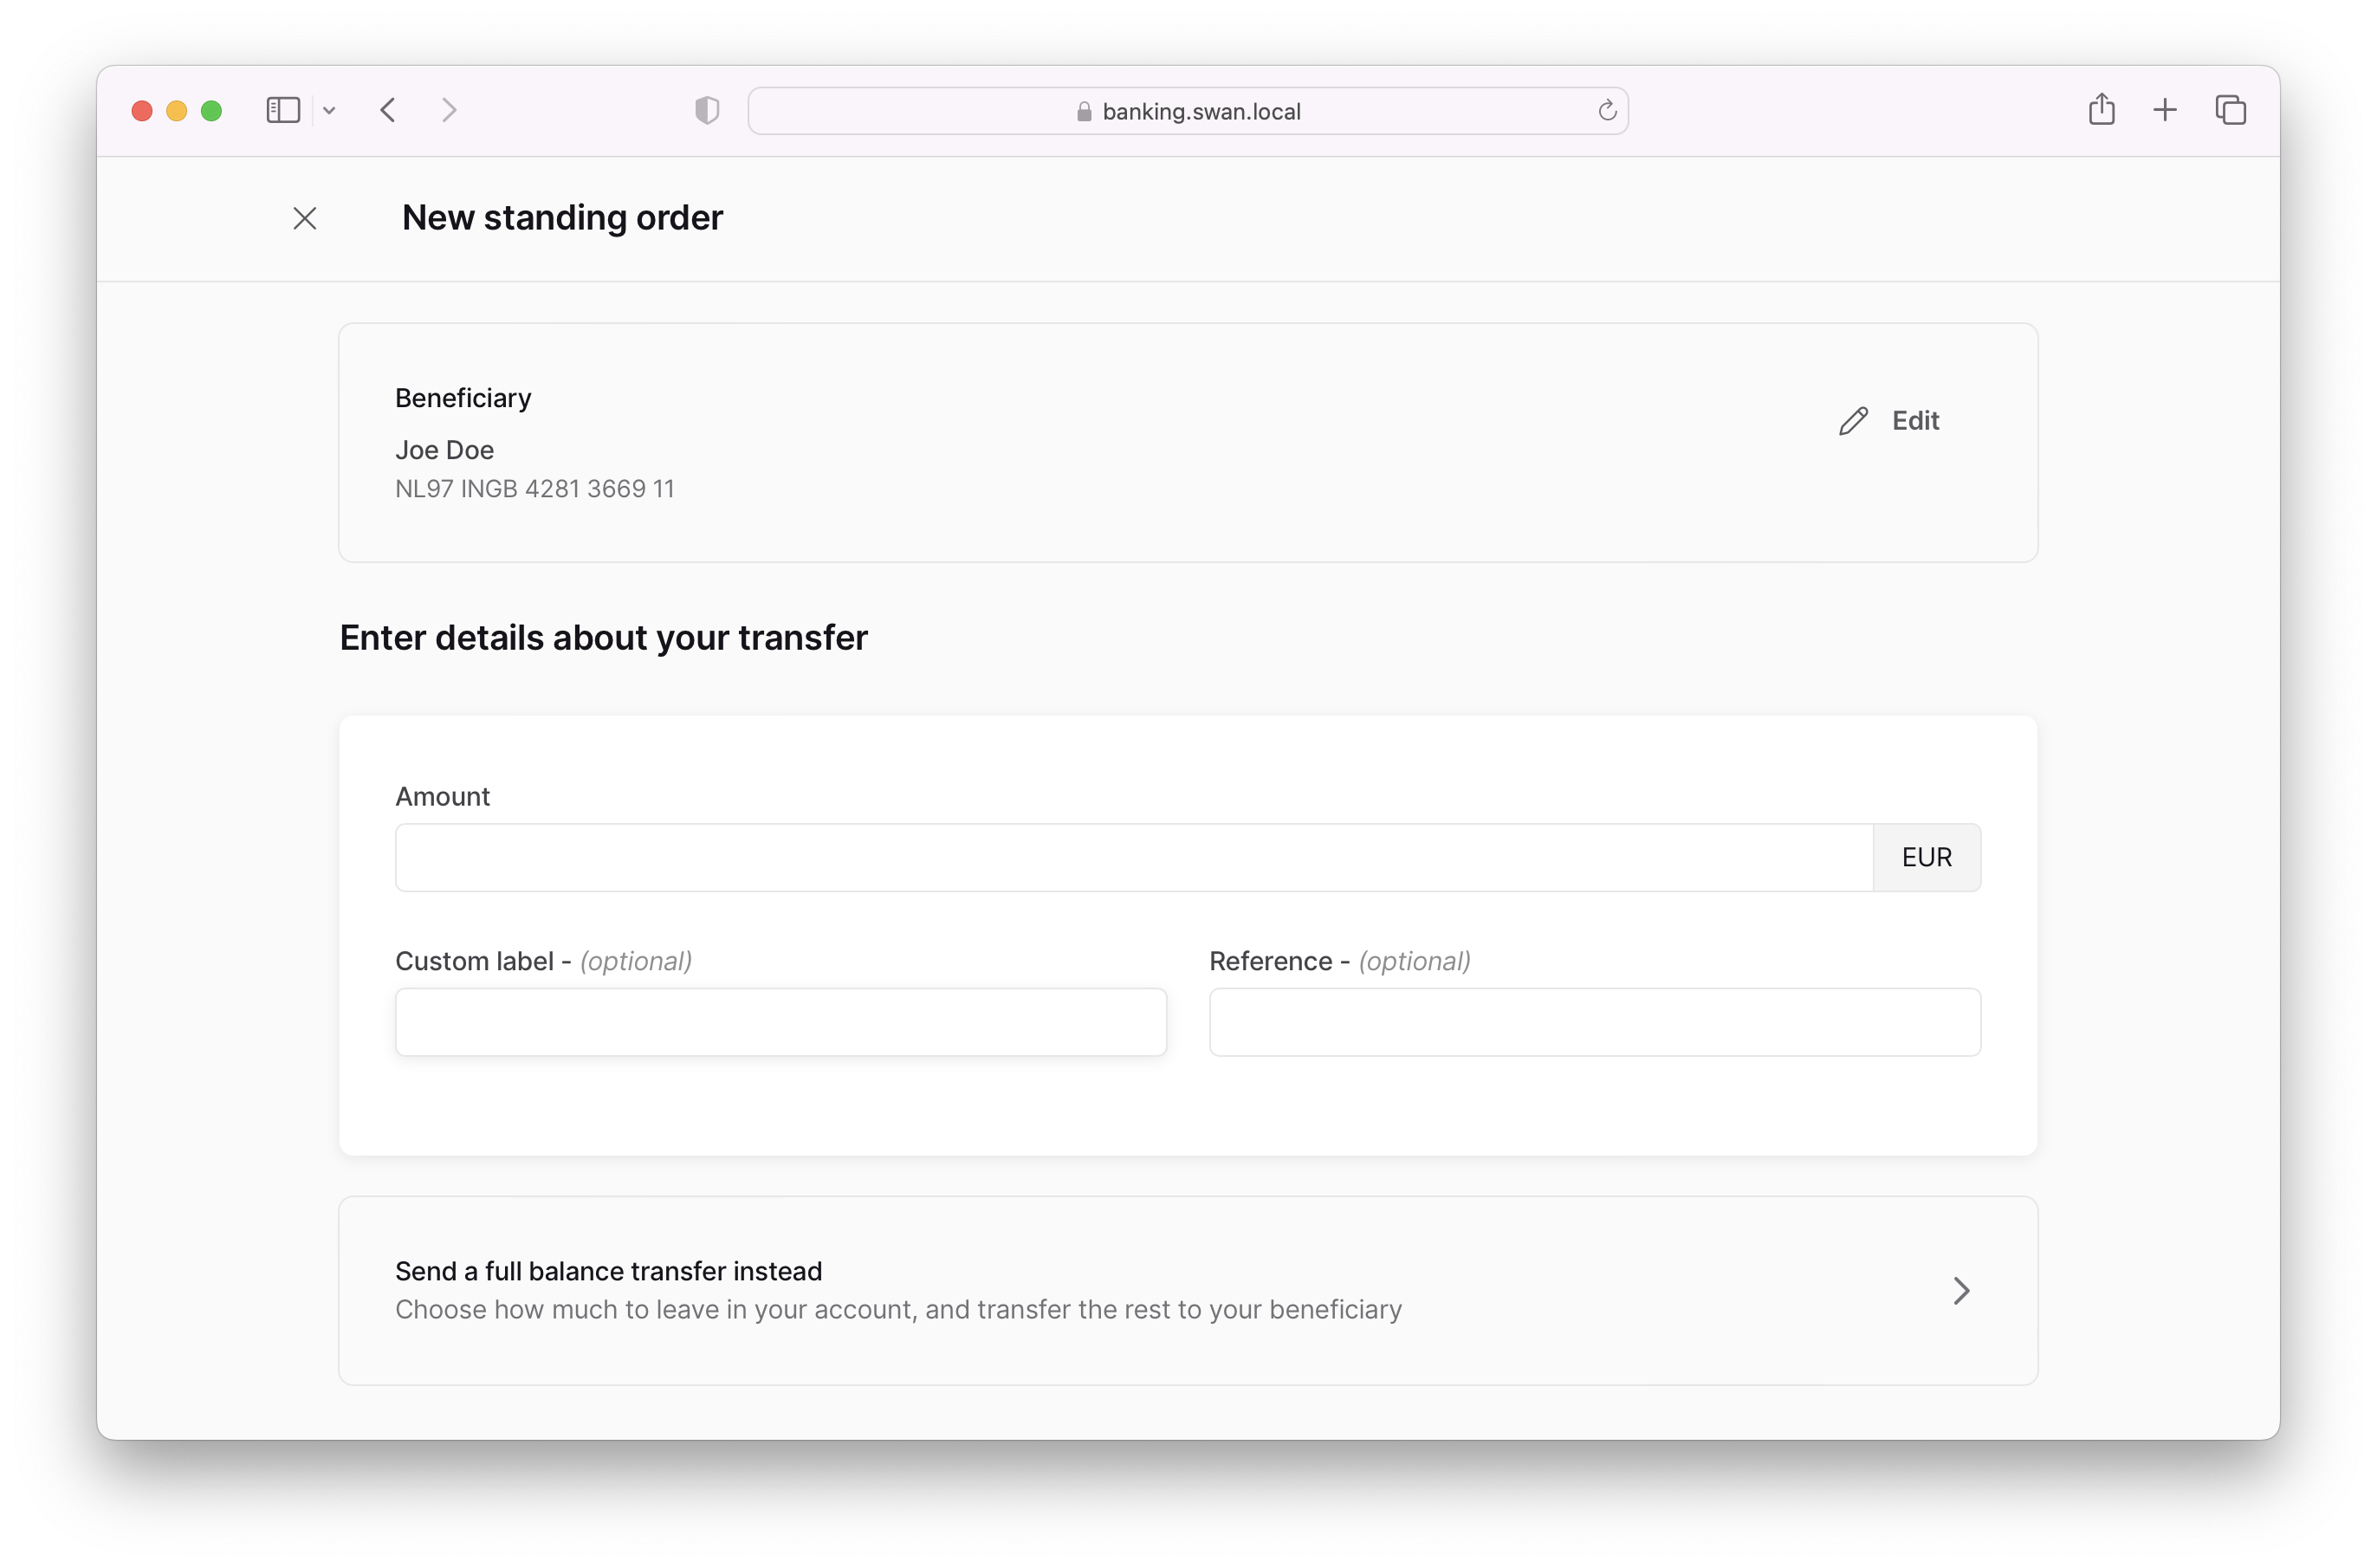 banking.swan.local
New standing order
Beneficiary
Joe Doe
NL97 INGB 4281 3669 11
Edit
Enter details about your transfer
Amount
EUR
Custom label - (optional)
Reference - (optional)
Send a full balance transfer instead
Choose how much to leave in your account, and transfer the rest to your beneficiary